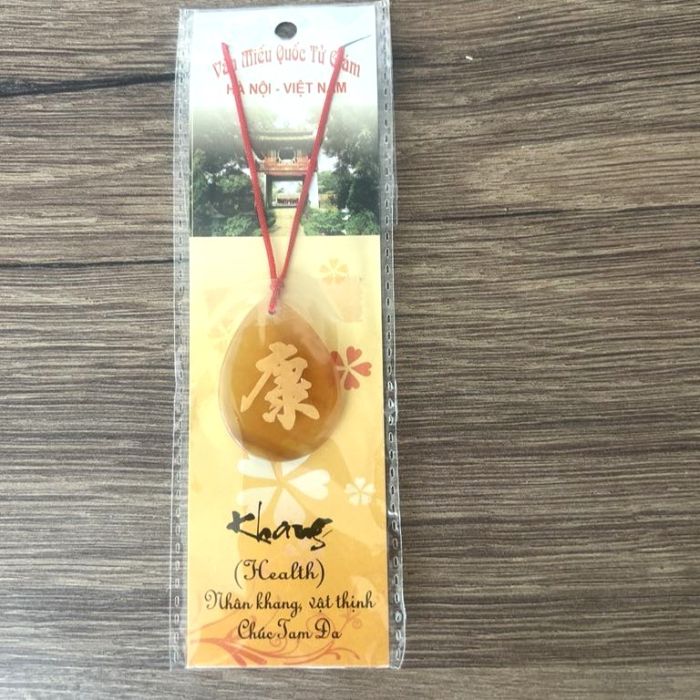 Văn Miếu Quốc Tử Giám
HÀ NỘI - VIỆT NAM
康
Khang
(Health)
Nhân khang, vật thịnh
Chúc Tam Đa